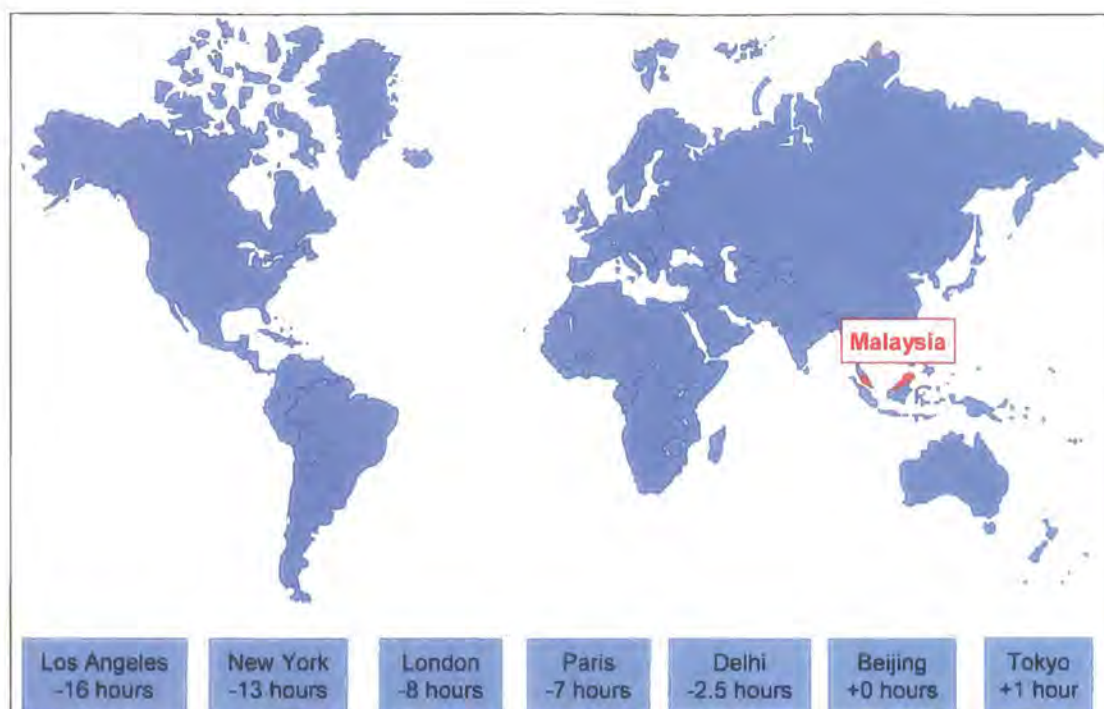 Malaysia
Los Angeles
-16 hours
New York
-13 hours
London
-8 hours
Paris
-7 hours
Delhi
-2.5 hours
Beijing
+0 hours
Tokyo
+1 hour